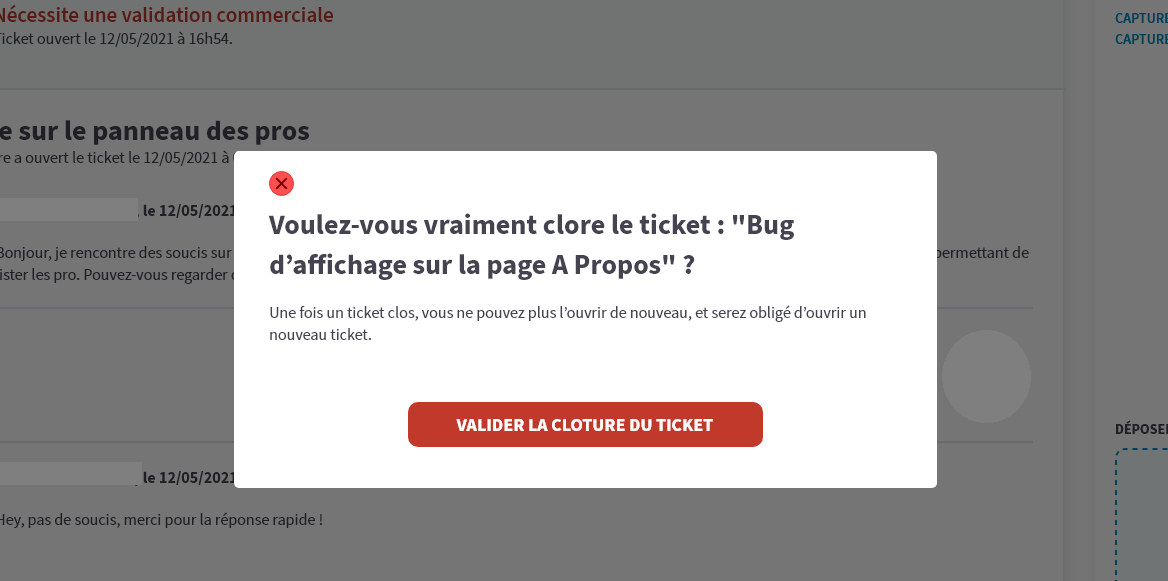 Nécessite une validation commerciale
Ticket ouvert le 12/05/2021 à 16h54.
CAPTURE
CAPTURE
e sur le panneau des pros
re a ouvert le ticket le 12/05/2021 à
, le 12/05/2021
Bonjour, je rencontre des soucis sur
permettant de
ister les pro. Pouvez-vous regarder
Voulez-vous vraiment clore le ticket : "Bug
d’affichage sur la page A Propos" ?
Une fois un ticket clos, vous ne pouvez plus l’ouvrir de nouveau, et serez obligé d’ouvrir un
nouveau ticket.
VALIDER LA CLOTURE DU TICKET
DÉPOSE
, le 12/05/2021
Hey, pas de soucis, merci pour la réponse rapide !